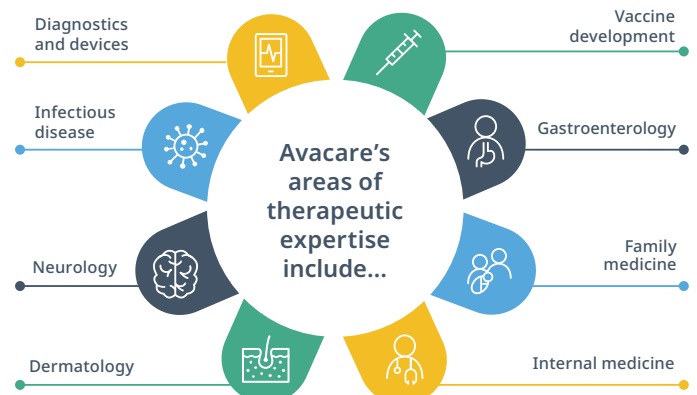 Diagnostics
and devices
Vaccine
development
Infectious
disease
Gastroenterology
Avacare’s
areas of
therapeutic
expertise
include...
Neurology
Family
medicine
Dermatology
Internal medicine